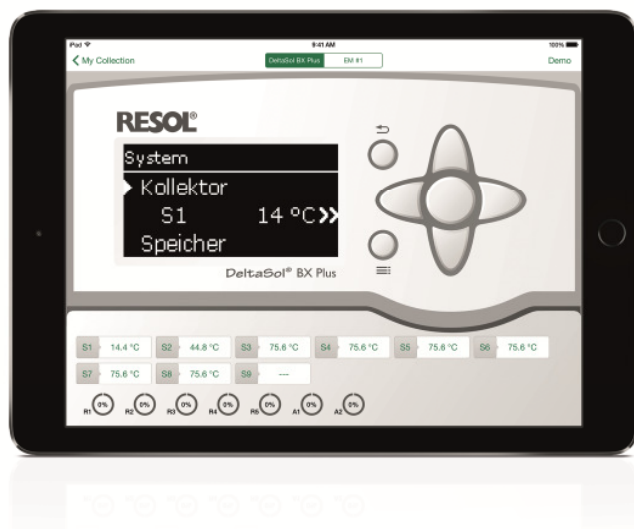 iPad 9:41 AM 100%
My Collection DeltaSol BX Plus EM #1 Demo
RESOL®
System
Kollektor
S1 14 °C
Speicher
DeltaSol® BX Plus
S1 14.4 °C S2 44.8 °C S3 75.6 °C S4 75.6 °C S5 75.6 °C S6 75.6 °C
S7 75.6 °C S8 75.6 °C S9 ---
R1 0% R2 0% R3 0% R4 0% R5 0% A1 0% A2 0%